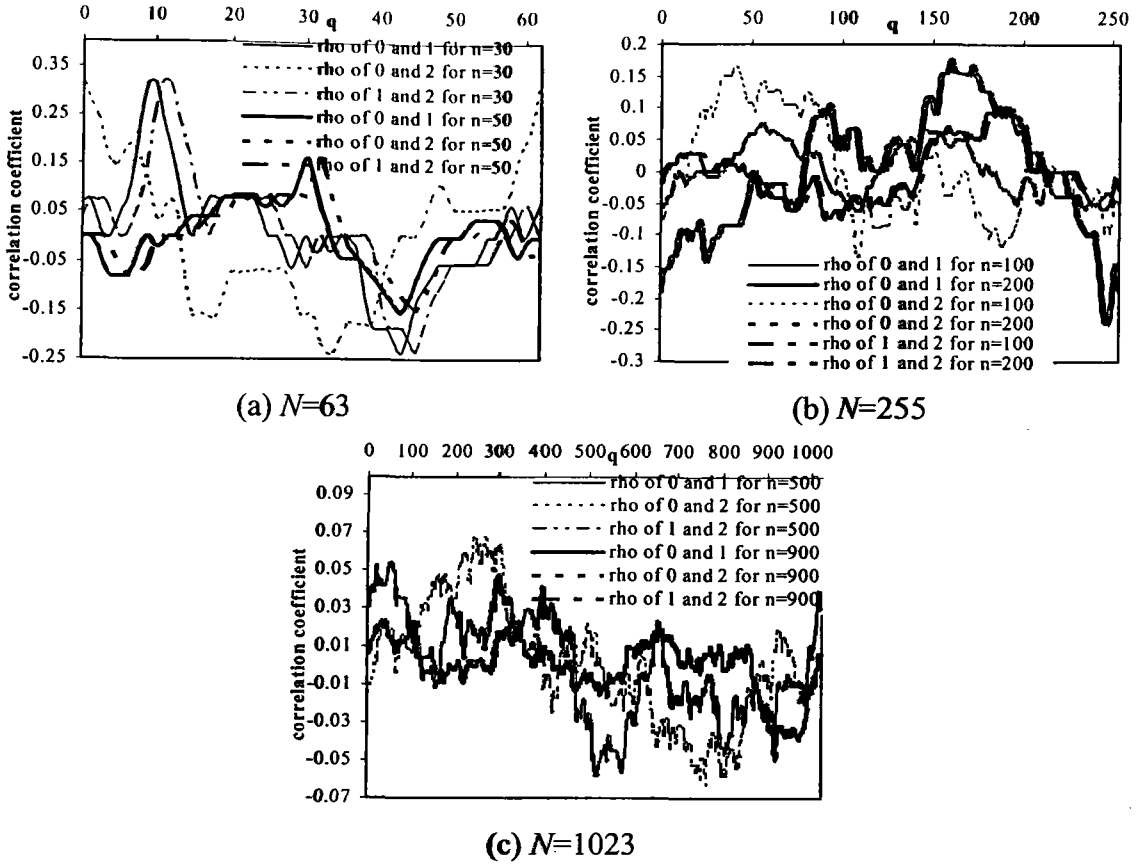 0 10 20 30 40 50 60
q
0.35
0.25
0.15
0.05
-0.05
-0.15
-0.25
correlation coefficient
rho of 0 and 1 for n=30
rho of 0 and 2 for n=30
rho of 1 and 2 for n=30
rho of 0 and 1 for n=50
rho of 0 and 2 for n=50
rho of 1 and 2 for n=50
(a) N=63
0 50 100 150 200 250
q
0.2
0.15
0.1
0.05
0
-0.05
-0.1
-0.15
-0.2
-0.25
-0.3
correlation coefficient
rho of 0 and 1 for n=100
rho of 0 and 1 for n=200
rho of 0 and 2 for n=100
rho of 0 and 2 for n=200
rho of 1 and 2 for n=100
rho of 1 and 2 for n=200
(b) N=255
0 100 200 300 400 500 600 700 800 900 1000
q
0.09
0.07
0.05
0.03
0.01
-0.01
-0.03
-0.05
-0.07
correlation coefficient
rho of 0 and 1 for n=500
rho of 0 and 2 for n=500
rho of 1 and 2 for n=500
rho of 0 and 1 for n=900
rho of 0 and 2 for n=900
rho of 1 and 2 for n=900
(c) N=1023